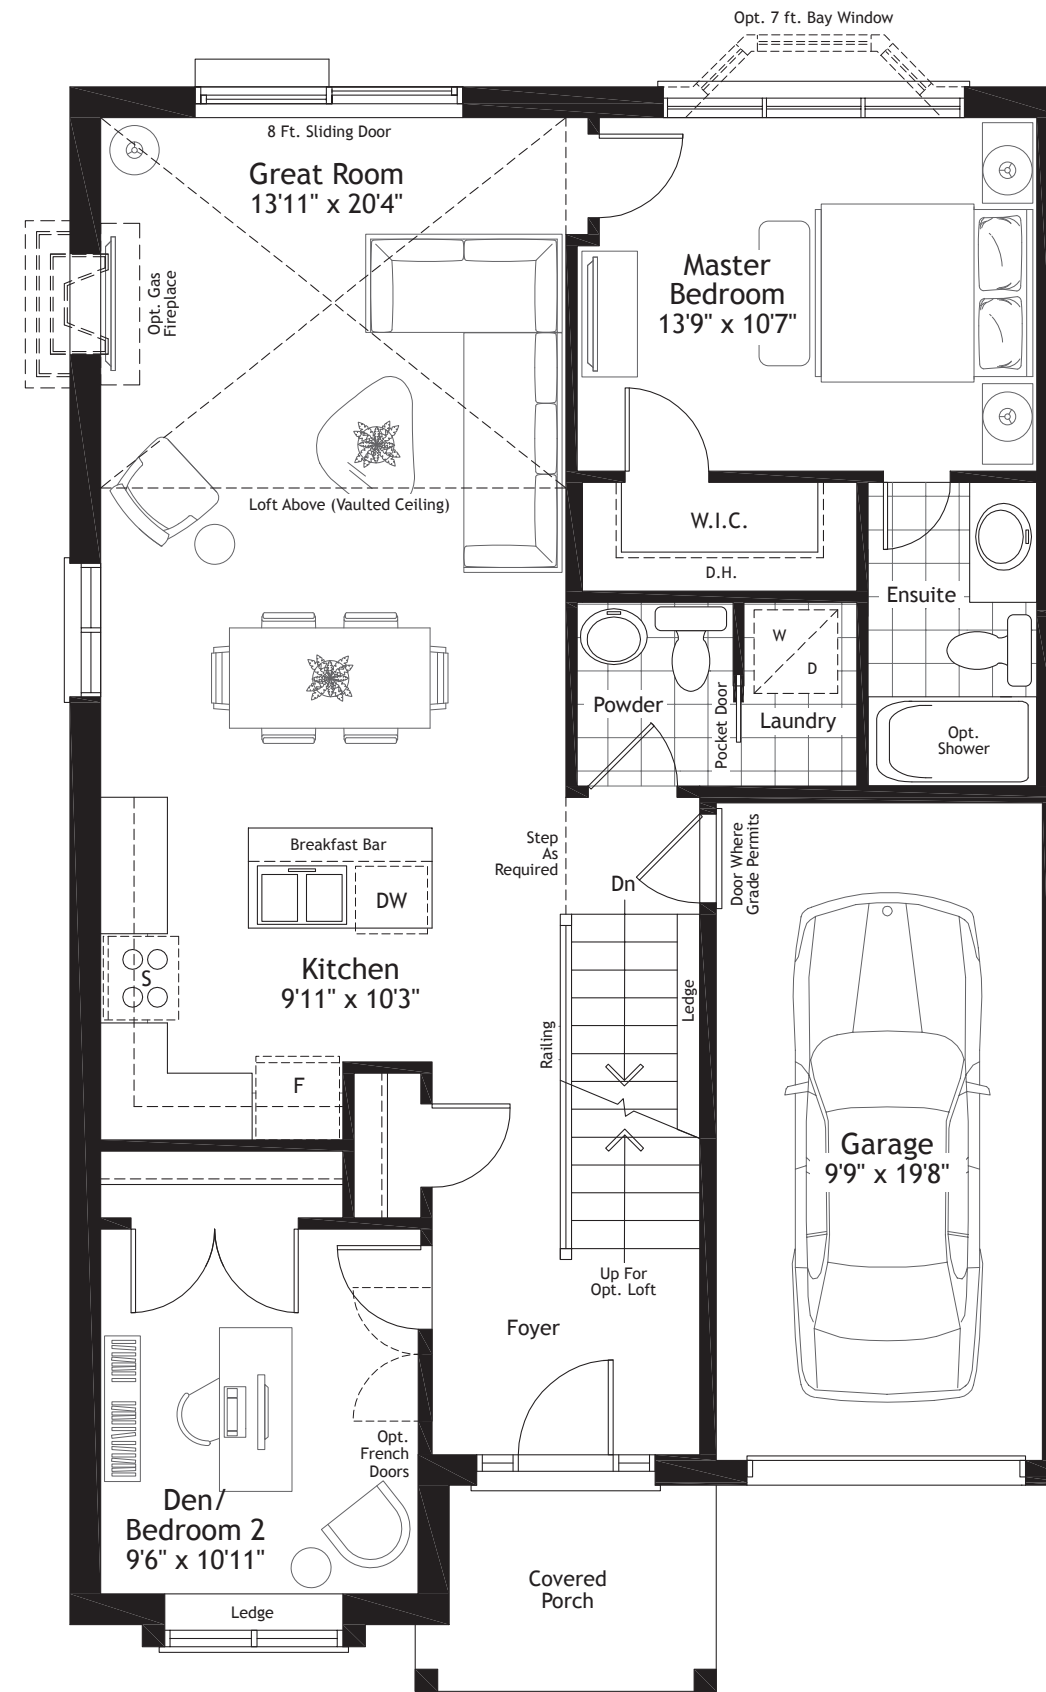 Opt. 7 ft. Bay Window
8 Ft. Sliding Door
Great Room
13'11" x 20'4"
Opt. Gas
Fireplace
Master
Bedroom
13'9" x 10'7"
Loft Above (Vaulted Ceiling)
W.I.C.
D.H.
Ensuite
W
D
Powder
Pocket Door
Laundry
Opt.
Shower
Breakfast Bar
DW
Step
As
Required
Dn
Door Where
Grade Permits
S
Kitchen
9'11" x 10'3"
Railing
Ledge
F
Garage
9'9" x 19'8"
Up For
Opt. Loft
Foyer
Opt.
French
Doors
Den/
Bedroom 2
9'6" x 10'11"
Ledge
Covered
Porch